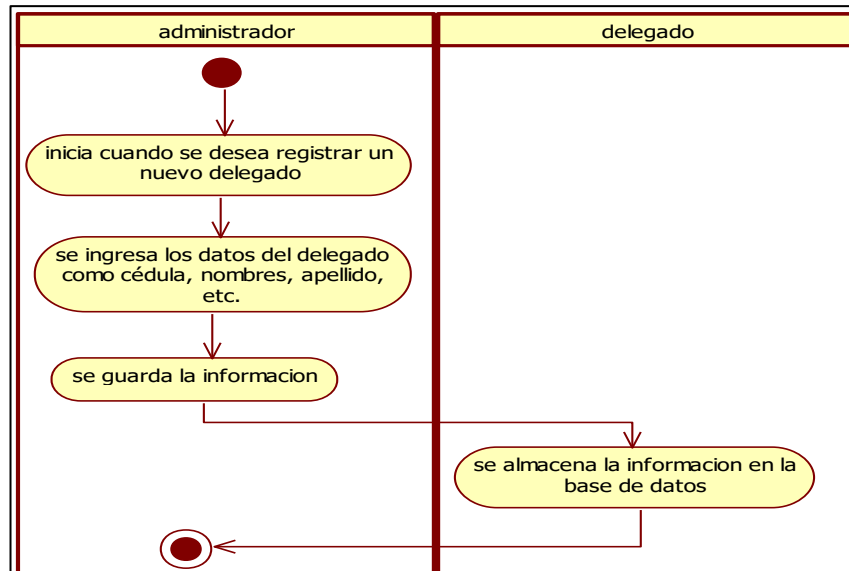 administrador
delegado
inicia cuando se desea registrar un
nuevo delegado
se ingresa los datos del delegado
como cédula, nombres, apellido,
etc.
se guarda la informacion
se almacena la informacion en la
base de datos